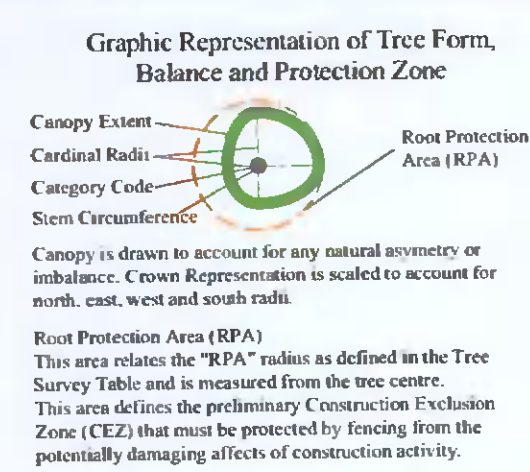 Graphic Representation of Tree Form,
Balance and Protection Zone
Canopy Extent
Cardinal Radii
Category Code
Stem Circumference
Root Protection
Area (RPA)
Canopy is drawn to account for any natural asymetry or
imbalance. Crown Representation is scaled to account for
north, east, west and south radii.
Root Protection Area (RPA)
This area relates the "RPA" radius as defined in the Tree
Survey Table and is measured from the tree centre.
This area defines the preliminary Construction Exclusion
Zone (CEZ) that must be protected by fencing from the
potentially damaging affects of construction activity.